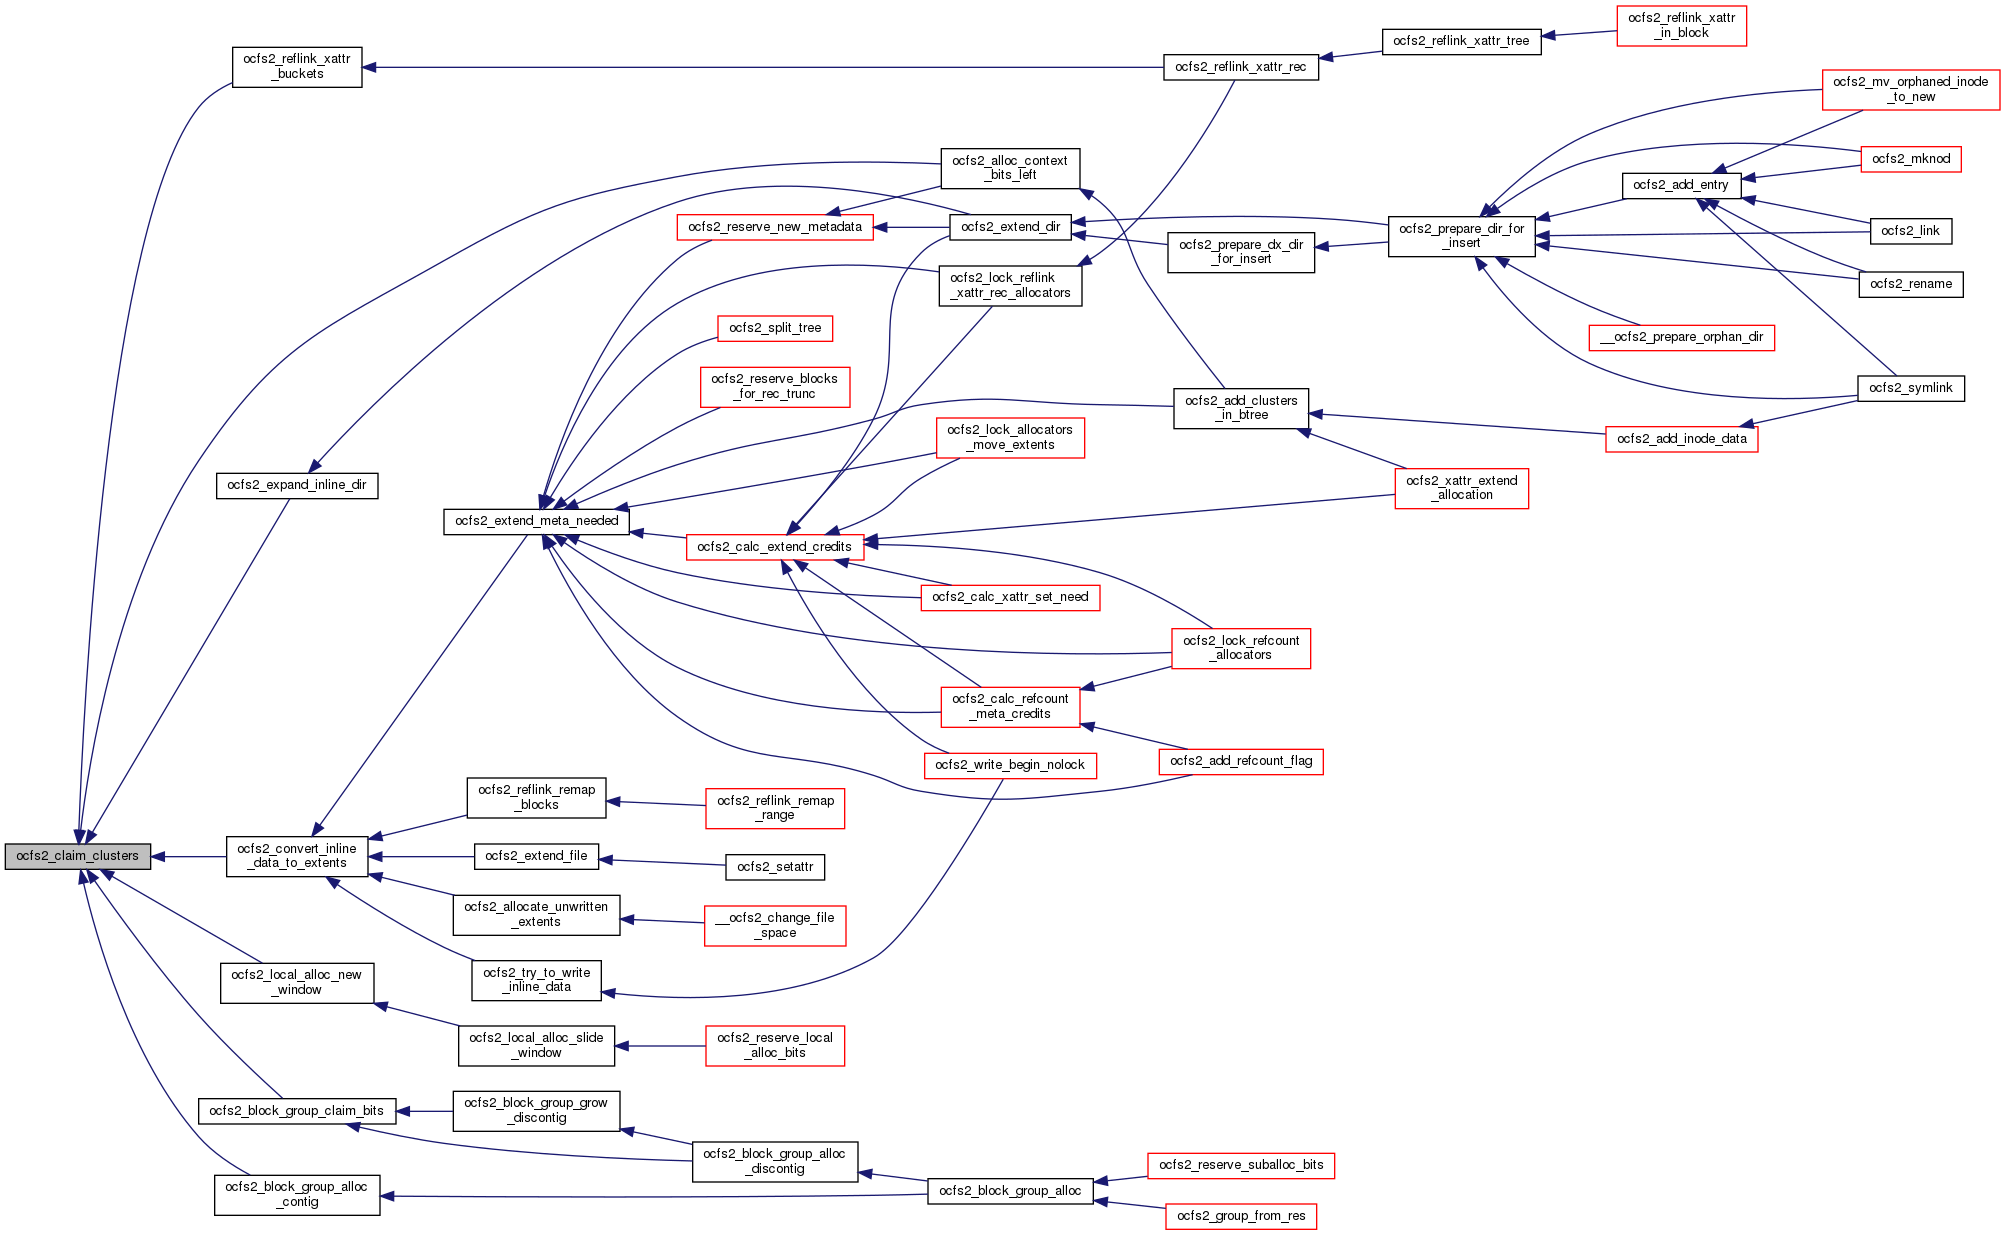 ocfs2_reflink_xattr
_in_block
ocfs2_reflink_xattr_tree
ocfs2_reflink_xattr
_buckets
ocfs2_reflink_xattr_rec
ocfs2_mv_orphaned_inode
_to_new
ocfs2_alloc_context
_bits_left
ocfs2_mknod
ocfs2_add_entry
ocfs2_reserve_new_metadata
ocfs2_extend_dir
ocfs2_prepare_dir_for
_insert
ocfs2_link
ocfs2_prepare_dx_dir
_for_insert
ocfs2_lock_reflink
_xattr_rec_allocators
ocfs2_rename
ocfs2_split_tree
__ocfs2_prepare_orphan_dir
ocfs2_reserve_blocks
_for_rec_trunc
ocfs2_symlink
ocfs2_add_clusters
_in_btree
ocfs2_lock_allocators
_move_extents
ocfs2_add_inode_data
ocfs2_expand_inline_dir
ocfs2_xattr_extend
_allocation
ocfs2_extend_meta_needed
ocfs2_calc_extend_credits
ocfs2_calc_xattr_set_need
ocfs2_lock_refcount
_allocators
ocfs2_calc_refcount
_meta_credits
ocfs2_write_begin_nolock
ocfs2_add_refcount_flag
ocfs2_reflink_remap
_blocks
ocfs2_reflink_remap
_range
ocfs2_claim_clusters
ocfs2_convert_inline
_data_to_extents
ocfs2_extend_file
ocfs2_setattr
ocfs2_allocate_unwritten
_extents
__ocfs2_change_file
_space
ocfs2_local_alloc_new
_window
ocfs2_try_to_write
_inline_data
ocfs2_local_alloc_slide
_window
ocfs2_reserve_local
_alloc_bits
ocfs2_block_group_claim_bits
ocfs2_block_group_grow
_discontig
ocfs2_block_group_alloc
_discontig
ocfs2_reserve_suballoc_bits
ocfs2_block_group_alloc
_contig
ocfs2_block_group_alloc
ocfs2_group_from_res